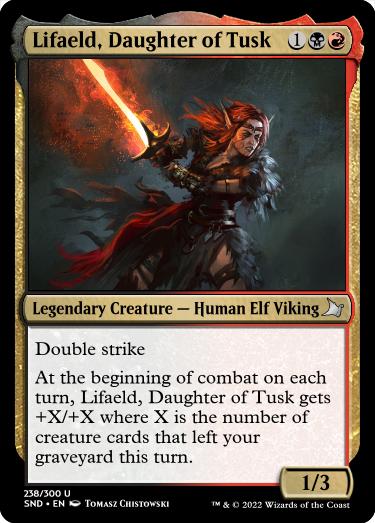 Lifaeld, Daughter of Tusk 1
Legendary Creature — Human Elf Viking
Double strike
At the beginning of combat on each
turn, Lifaeld, Daughter of Tusk gets
+X/+X where X is the number of
creature cards that left your
graveyard this turn.
1/3
238/300 U
SND • EN Tomasz Chistowski
™ & © 2022 Wizards of the Coast